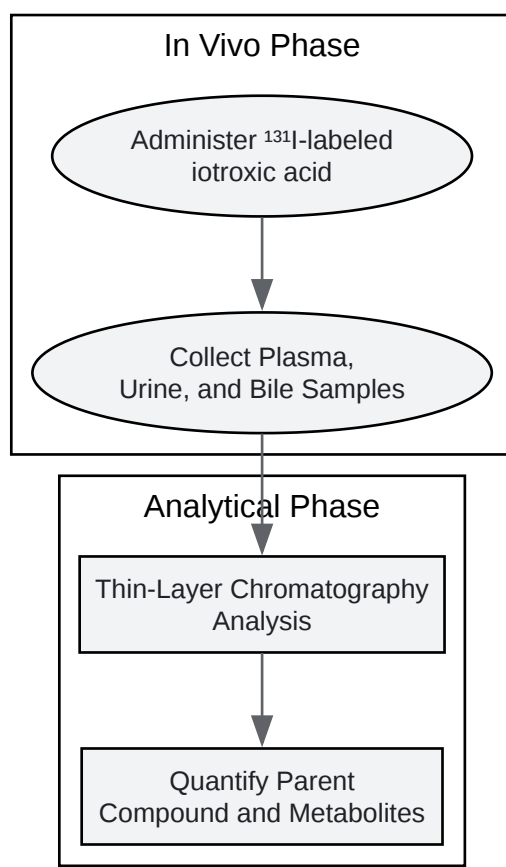 In Vivo Phase
Administer ¹³¹I-labeled
iotroxic acid
Collect Plasma,
Urine, and Bile Samples
Analytical Phase
Thin-Layer Chromatography
Analysis
Quantify Parent
Compound and Metabolites